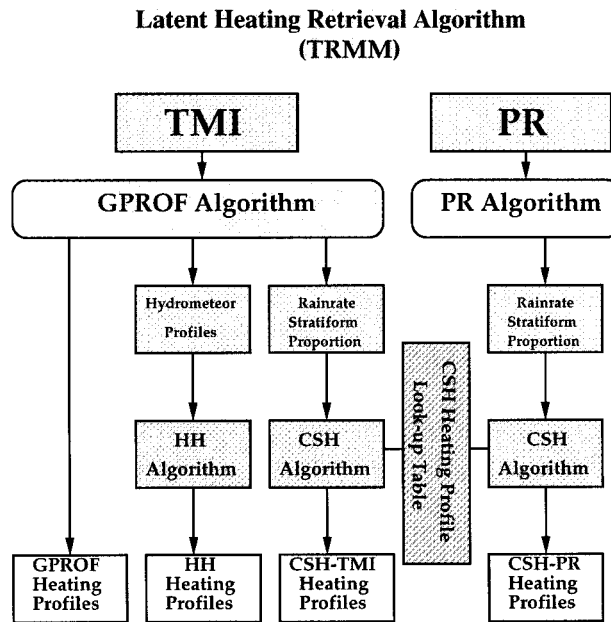 Latent Heating Retrieval Algorithm
(TRMM)
TMI
PR
GPROF Algorithm
PR Algorithm
Hydrometeor
Profiles
Rainrate
Stratiform
Proportion
Rainrate
Stratiform
Proportion
CSH Heating Profile
Look-up Table
HH
Algorithm
CSH
Algorithm
CSH
Algorithm
GPROF
Heating
Profiles
HH
Heating
Profiles
CSH-TMI
Heating
Profiles
CSH-PR
Heating
Profiles